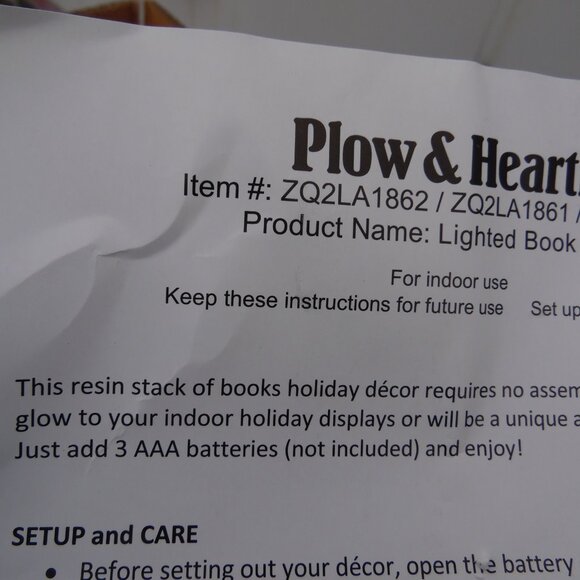 Plow & Heart
Item #: ZQ2LA1862 / ZQ2LA1861 /
Product Name: Lighted Book
For indoor use
Keep these instructions for future use Set up
This resin stack of books holiday décor requires no assem
glow to your indoor holiday displays or will be a unique a
Just add 3 AAA batteries (not included) and enjoy!
SETUP and CARE
• Before setting out your décor, open the battery